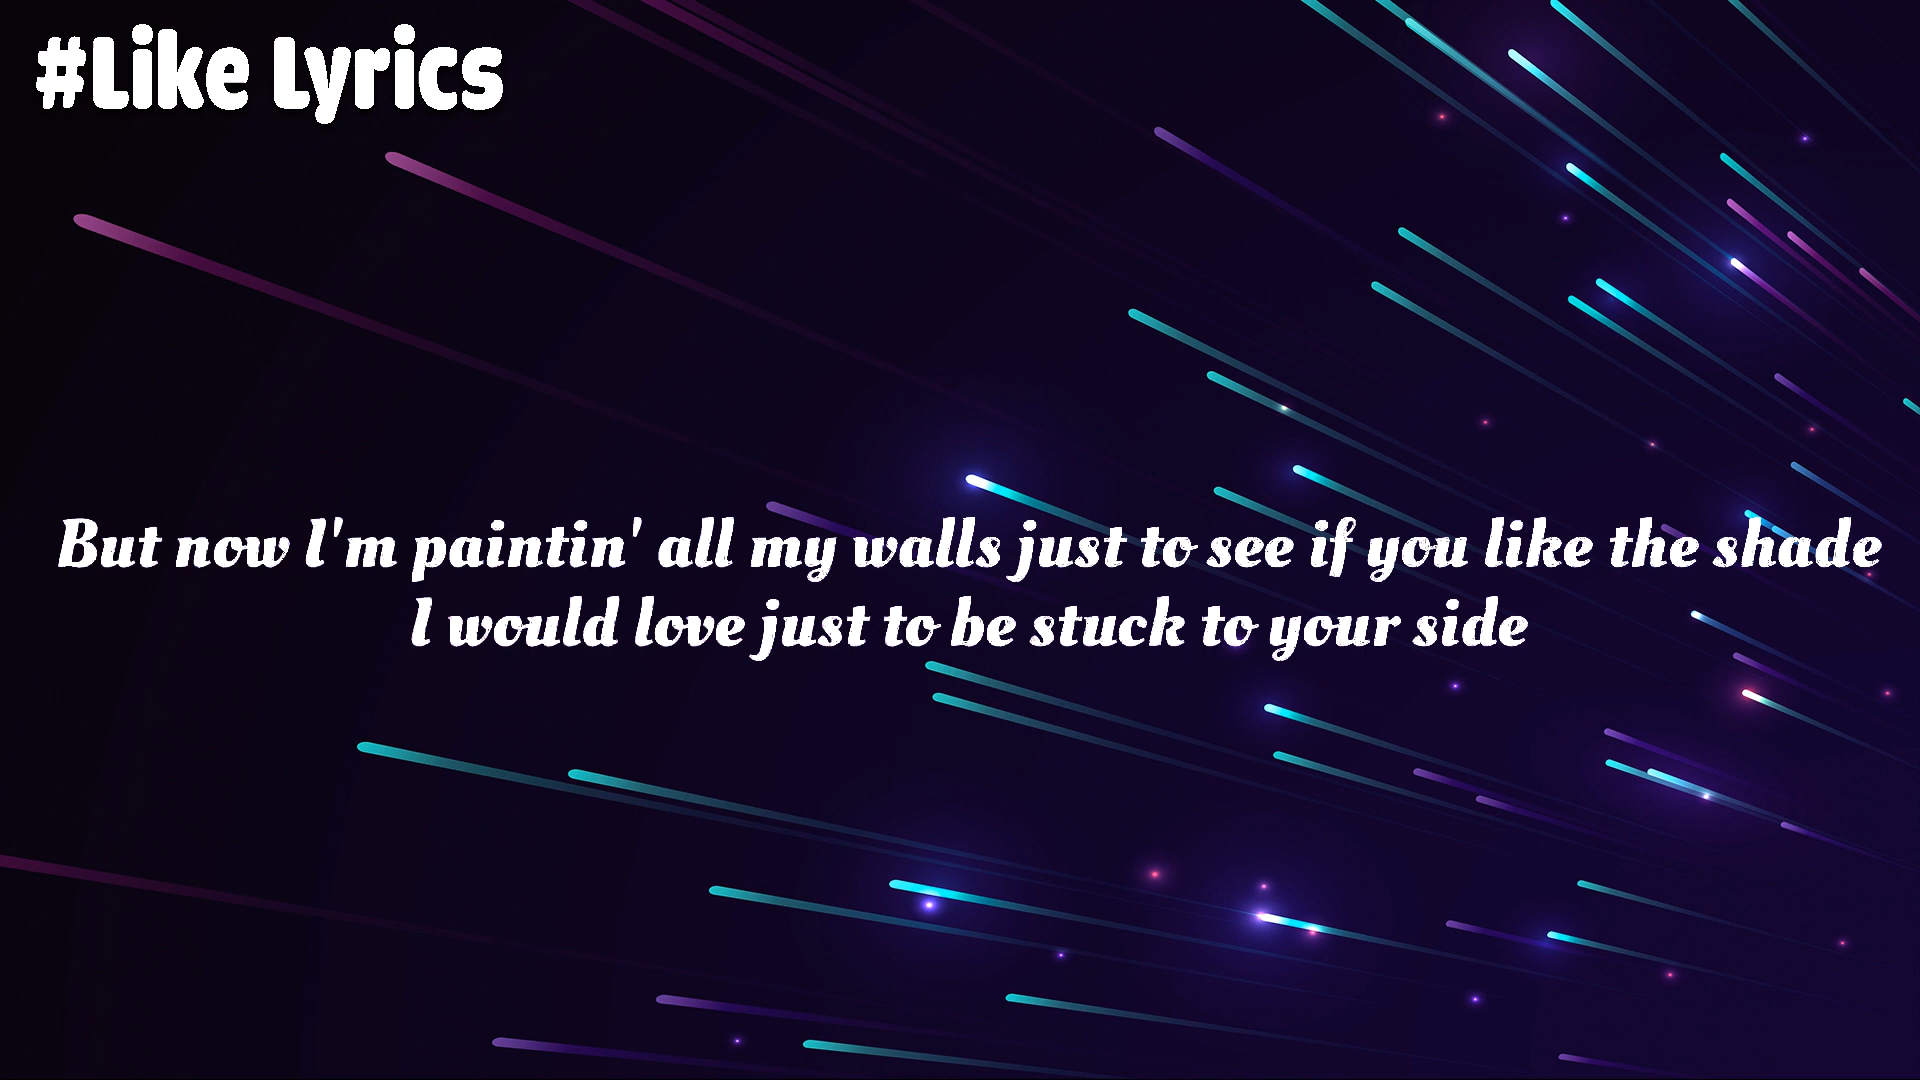 #Like Lyrics
But now I'm paintin' all my walls just to see if you like the shade
I would love just to be stuck to your side